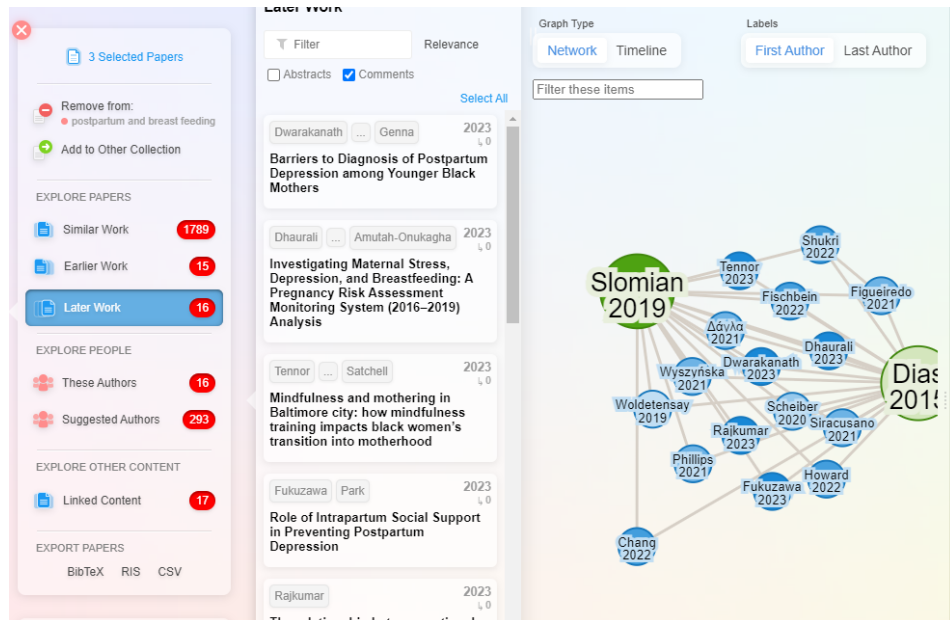 3 Selected Papers
Remove from:
postpartum and breast feeding
Add to Other Collection
EXPLORE PAPERS
Similar Work 1789
Earlier Work 15
Later Work 16
EXPLORE PEOPLE
These Authors 16
Suggested Authors 293
EXPLORE OTHER CONTENT
Linked Content 17
EXPORT PAPERS
BibTeX RIS CSV
Later Work
Filter Relevance
Abstracts Comments
Select All
Dwarakanath ... Genna 2023
0
Barriers to Diagnosis of Postpartum
Depression among Younger Black
Mothers
Dhaurali ... Amutah-Onukagha 2023
0
Investigating Maternal Stress,
Depression, and Breastfeeding: A
Pregnancy Risk Assessment
Monitoring System (2016–2019)
Analysis
Tennor ... Satchell 2023
0
Mindfulness and mothering in
Baltimore city: how mindfulness
training impacts black women's
transition into motherhood
Fukuzawa Park 2023
0
Role of Intrapartum Social Support
in Preventing Postpartum
Depression
Rajkumar 2023
0
Graph Type
Network Timeline
Labels
First Author Last Author
Filter these items
Shukri
2022
Tennor
2023
Slomian
2019
Fischbein
2022
Figueiredo
2021
Δάγλα
2021
Dhaurali
2023
Wyszyńska
2021
Dwarakanath
2023
Dias
2015
Woldetensay
2019
Scheiber
2020
Siracusano
2021
Rajkumar
2023
Phillips
2021
Howard
2022
Fukuzawa
2023
Chang
2022